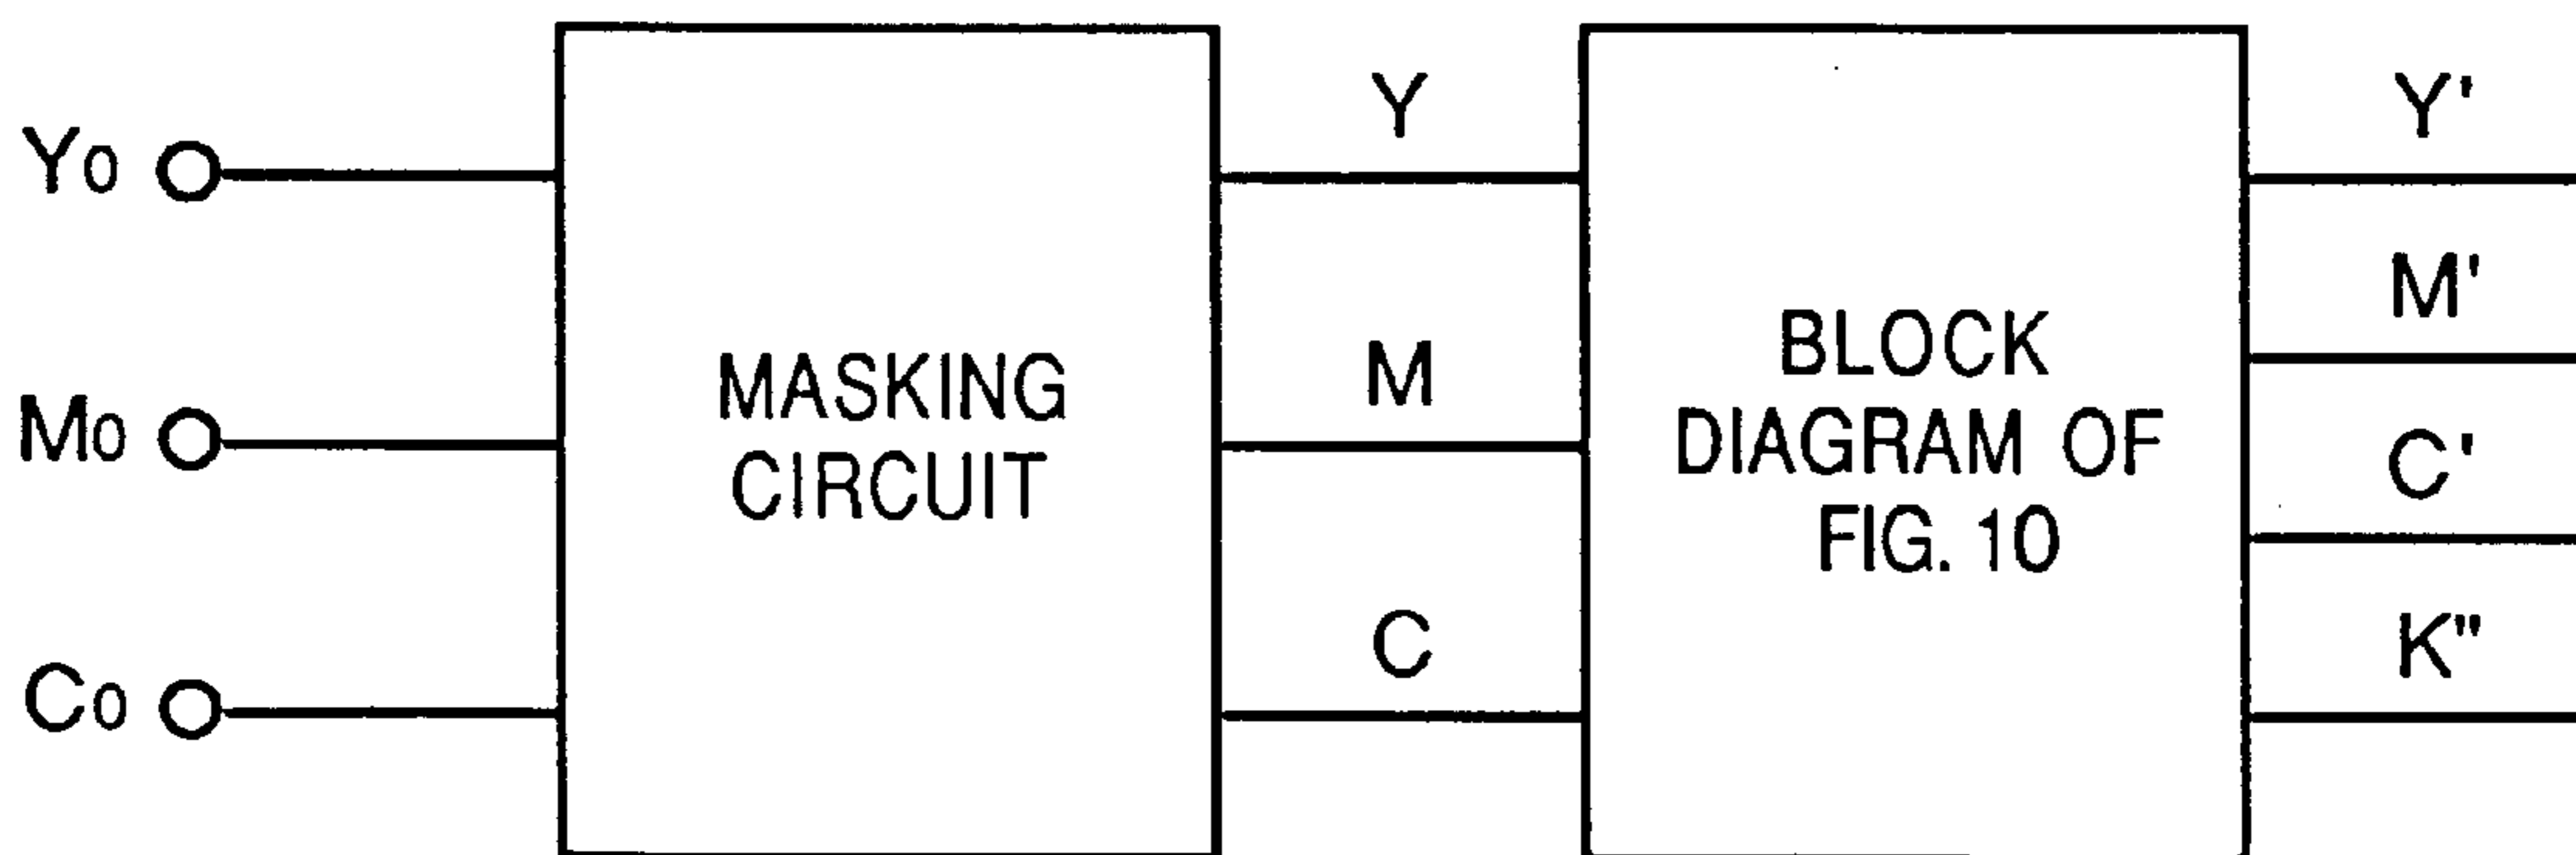 Y0
M0
C0
MASKING
CIRCUIT
Y
M
C
BLOCK
DIAGRAM OF
FIG. 10
Y'
M'
C'
K"